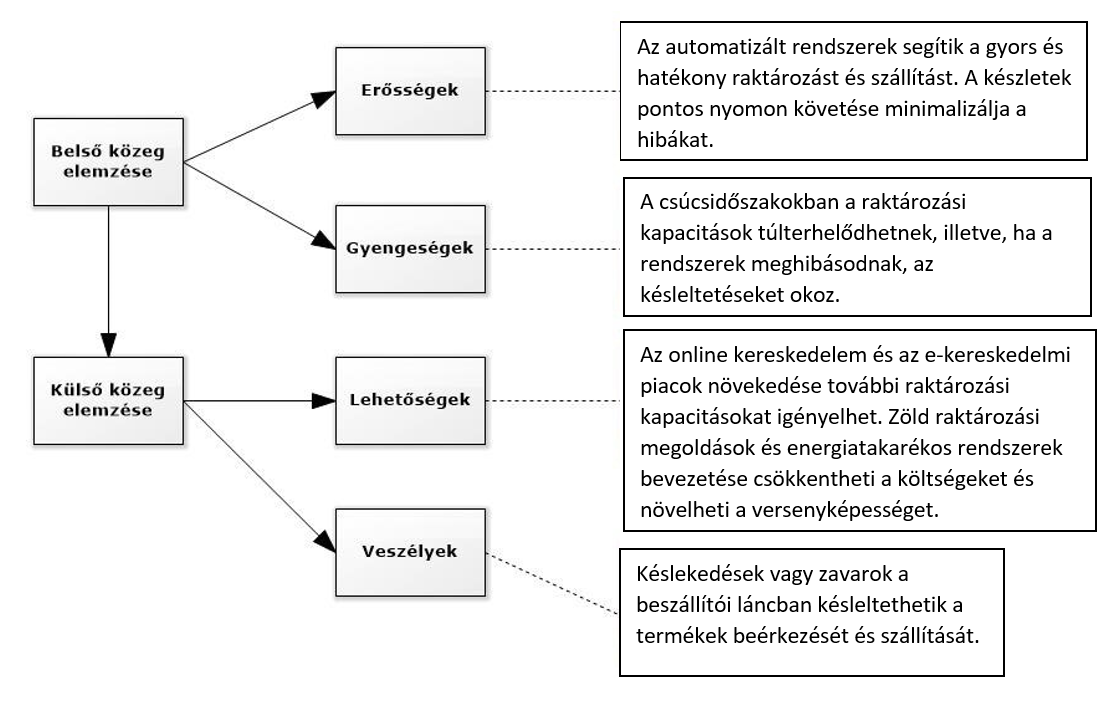 Belső közeg
elemzése
Erősségek
Az automatizált rendszerek segítik a gyors és
hatékony raktározást és szállítást. A készletek
pontos nyomon követése minimalizálja a
hibákat.
Gyengeségek
A csúcsidőszakokban a raktározási
kapacitások túlterhelődhetnek, illetve, ha a
rendszerek meghibásodnak, az
késleltetéseket okoz.
Külső közeg
elemzése
Lehetőségek
Az online kereskedelem és az e-kereskedelmi
piacok növekedése további raktározási
kapacitásokat igényelhet. Zöld raktározási
megoldások és energiatakarékos rendszerek
bevezetése csökkentheti a költségeket és
növelheti a versenyképességet.
Veszélyek
Késlekedések vagy zavarok a
beszállítói láncban késleltethetik a
termékek beérkezését és szállítását.